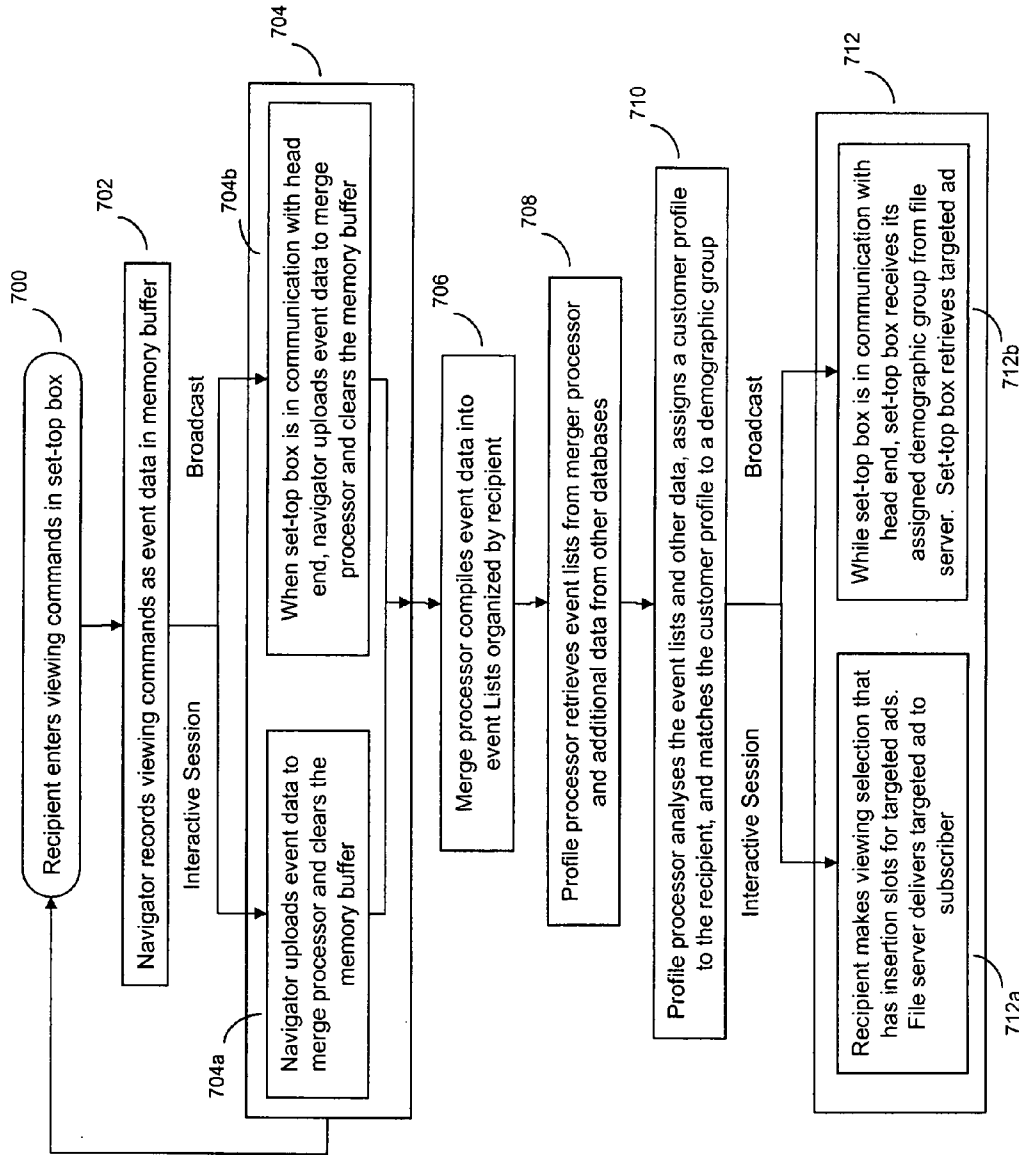 700
Recipient enters viewing commands in set-top box
702
Navigator records viewing commands as event data in memory buffer
Interactive Session
Broadcast
704
704a
Navigator uploads event data to
merge processor and clears the
memory buffer
704b
When set-top box is in communication with head
end, navigator uploads event data to merge
processor and clears the memory buffer
706
Merge processor compiles event data into
event Lists organized by recipient
708
Profile processor retrieves event lists from merger processor
and additional data from other databases
710
Profile processor analyses the event lists and other data, assigns a customer profile
to the recipient, and matches the customer profile to a demographic group
Interactive Session
Broadcast
712
Recipient makes viewing selection that
has insertion slots for targeted ads.
File server delivers targeted ad to
subscriber
712a
While set-top box is in communication with
head end, set-top box receives its
assigned demographic group from file
server. Set-top box retrieves targeted ad
712b